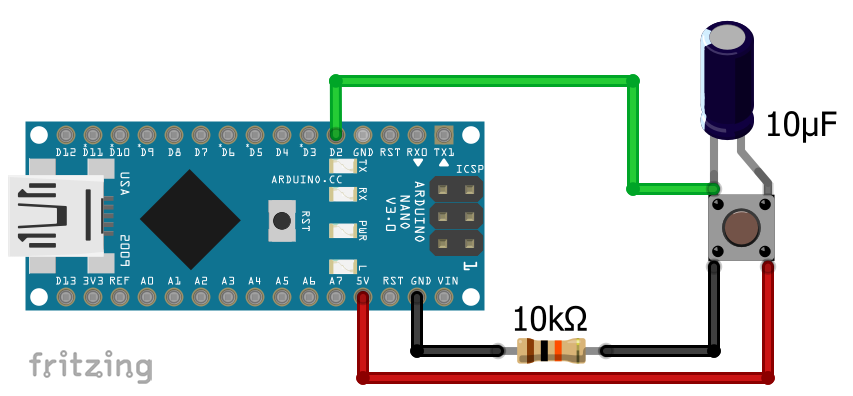 10µF
D12 D11 D10 D9 D8 D7 D6 D5 D4 D3 D2 GND RST RX0 TX1
TX
RX
PWR
L
ICSP
1
ARDUINO.CC
ARDUINO
NANO
V3.0
RST
USA
2009
D13 3V3 REF A0 A1 A2 A3 A4 A5 A6 A7 5V RST GND VIN
10kΩ
fritzing